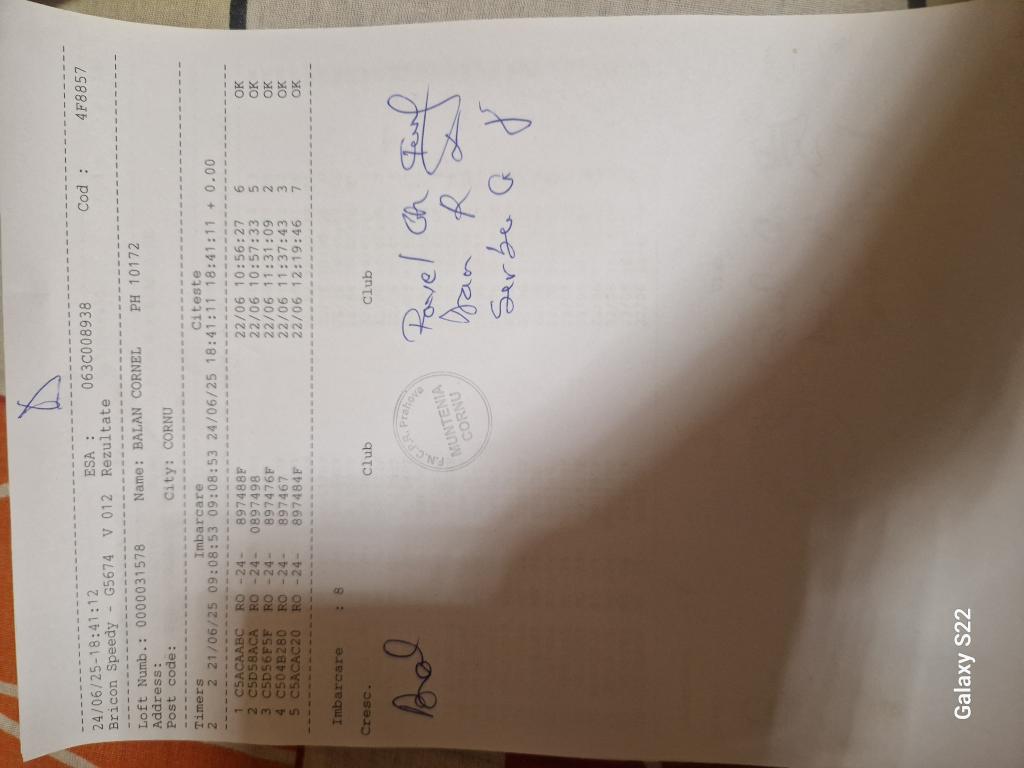 24/06/25-18:41:12 ESA : 063C008938 Cod : 4F8857
Bricon Speedy - G5674 V 012 Rezultate
Loft Numb.: 0000031578 Name: BALAN CORNEL PH 10172
Address:
Post code: City: CORNU
Timers Imbarcare Citeste
2 2 21/06/25 09:08:53 09:08:53 24/06/25 18:41:11 18:41:11 + 0.00
1 C5ACAABC RO -24- 897488F 22/06 10:56:27 6 OK
2 C5D58ACA RO -24- 0897498 22/06 10:57:33 5 OK
3 C5D56F5F RO -24- 897476F 22/06 11:31:09 2 OK
4 C504B280 RO -24- 897467 22/06 11:37:43 3 OK
5 C5ACAC20 RO -24- 897484F 22/06 12:19:46 7 OK
Imbarcare : 8
Cresc. Club Club
Pavel
R
Serbe G
F.N.C.P.R. Prahova
MUNTENIA
CORNU
Galaxy S22